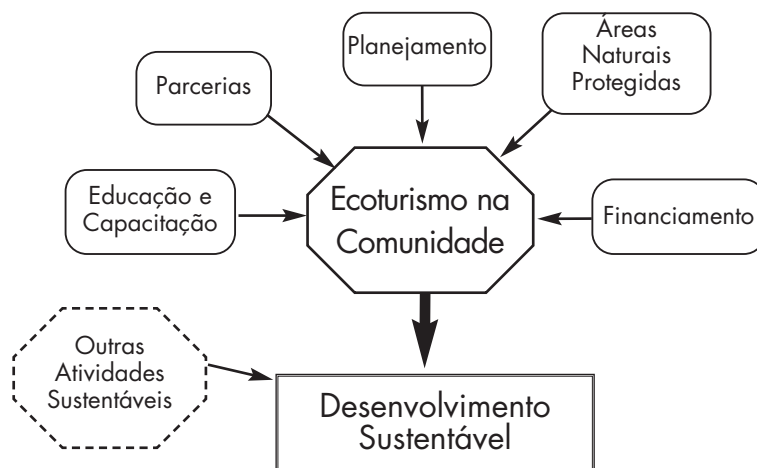 Planejamento
Áreas
Naturais
Protegidas
Parcerias
Educação e
Capacitação
Ecoturismo na
Comunidade
Financiamento
Outras
Atividades
Sustentáveis
Desenvolvimento
Sustentável